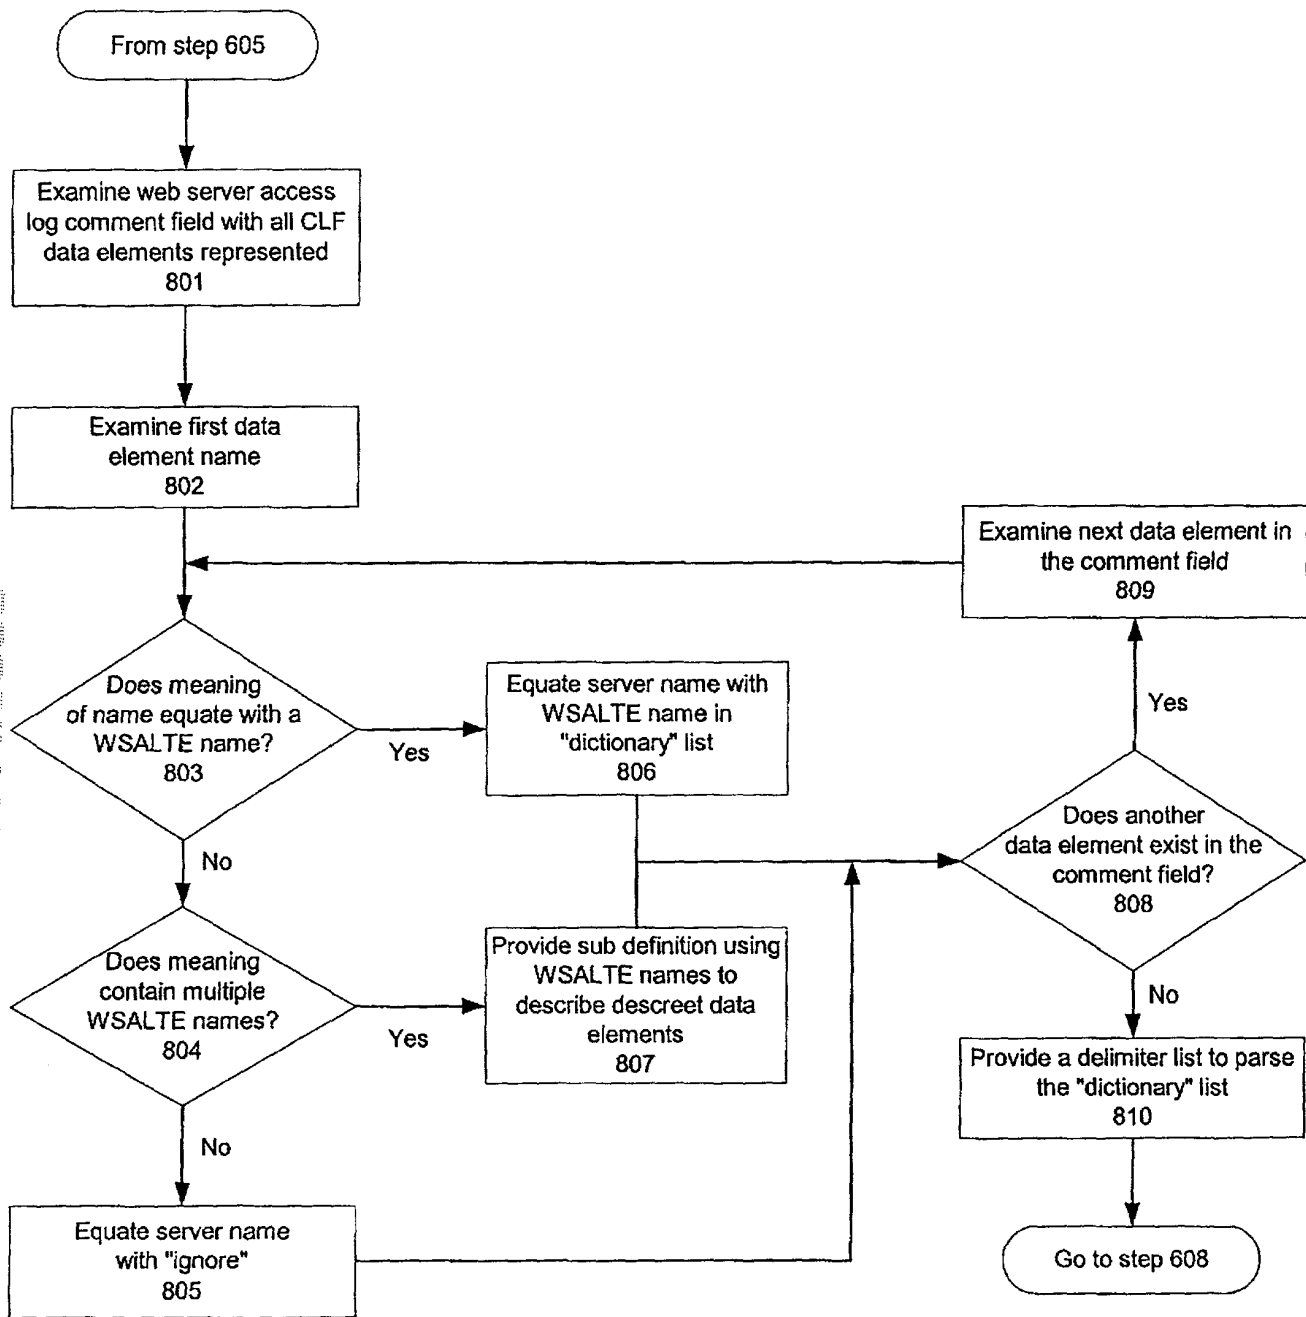 From step 605
Examine web server access
log comment field with all CLF
data elements represented
801
Examine first data
element name
802
Does meaning
of name equate with a
WSALTE name?
803
Yes
No
Equate server name with
WSALTE name in
"dictionary" list
806
Does meaning
contain multiple
WSALTE names?
804
Yes
No
Provide sub definition using
WSALTE names to
describe descreet data
elements
807
Equate server name
with "ignore"
805
Examine next data element in
the comment field
809
Yes
Does another
data element exist in the
comment field?
808
No
Provide a delimiter list to parse
the "dictionary" list
810
Go to step 608